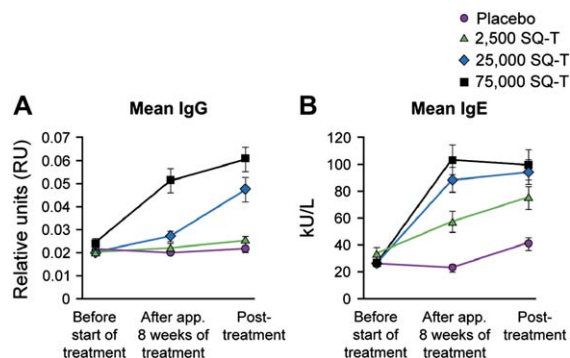 Placebo
2,500 SQ-T
25,000 SQ-T
75,000 SQ-T
A
Mean IgG
Relative units (RU)
0.07
0.06
0.05
0.04
0.03
0.02
0.01
0
Before
start of
treatment
After app.
8 weeks of
treatment
Post-
treatment
B
Mean IgE
kU/L
120
100
80
60
40
20
0
Before
start of
treatment
After app.
8 weeks of
treatment
Post-
treatment